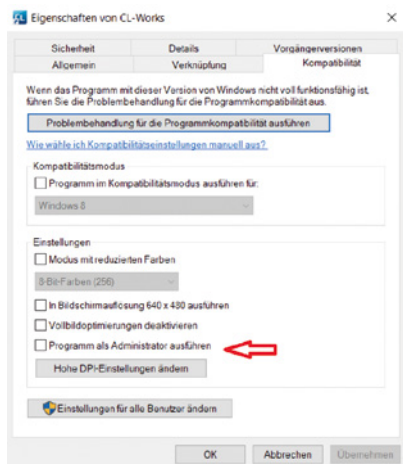 Eigenschaften von CL-Works
Sicherheit Details Vorgängerversionen
Allgemein Verknüpfung Kompatibilität
Wenn das Programm mit dieser Version von Windows nicht voll funktionsfähig ist,
führen Sie die Problembehandlung für die Programmkompatibilität aus.
Problembehandlung für die Programmkompatibilität ausführen
Wie wähle ich Kompatibilitätseinstellungen manuell aus?
Kompatibilitätsmodus
Programm im Kompatibilitätsmodus ausführen für:
Windows 8
Einstellungen
Modus mit reduzierten Farben
8-Bit-Farben (256)
In Bildschirmauflösung 640 x 480 ausführen
Vollbildoptimierungen deaktivieren
Programm als Administrator ausführen
Hohe DPI-Einstellungen ändern
Einstellungen für alle Benutzer ändern
OK Abbrechen Übernehmen